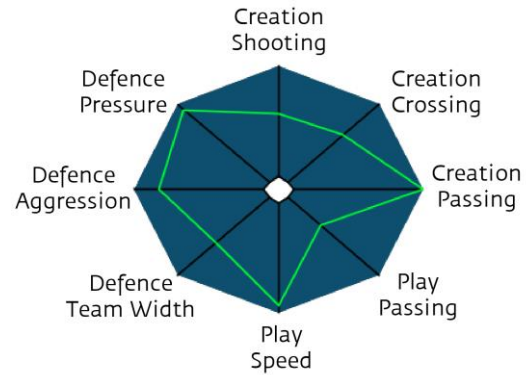 Creation
Shooting
Defence
Pressure
Creation
Crossing
Defence
Aggression
Creation
Passing
Defence
Team Width
Play
Passing
Play
Speed